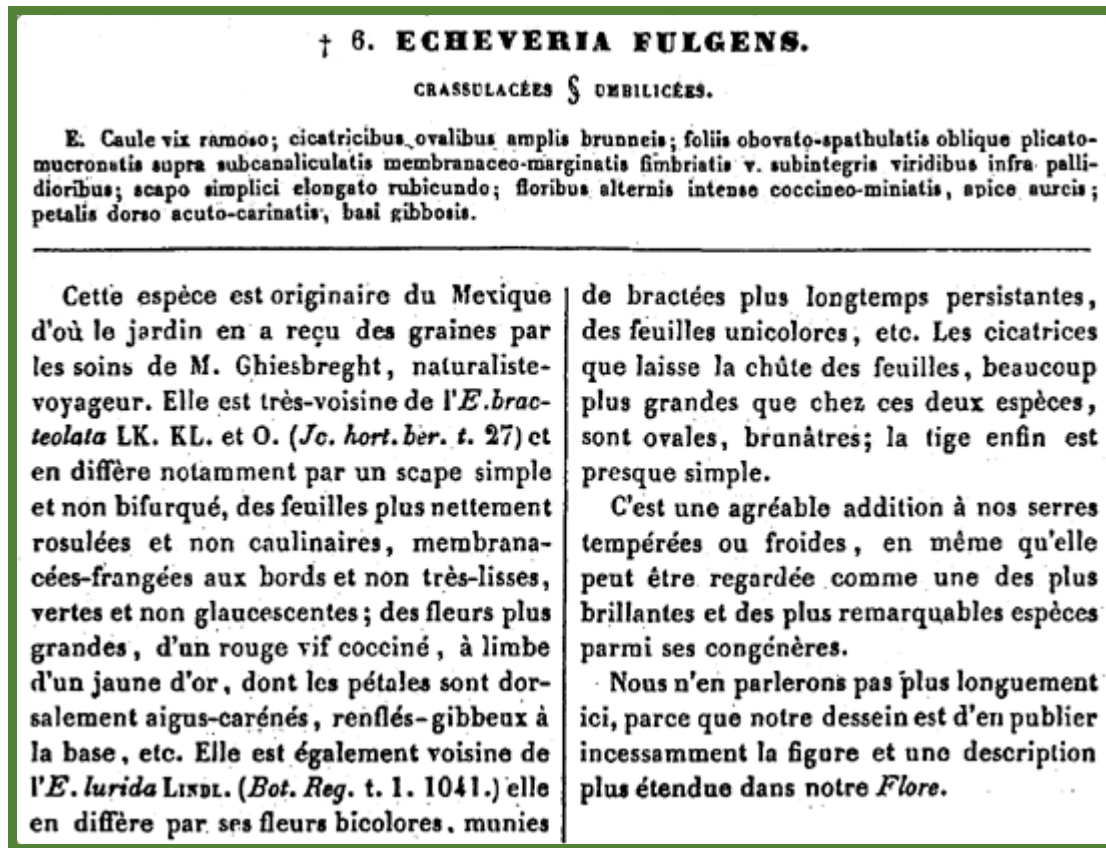 † 6. ECHEVERIA FULGENS.
CRASSULACÉES § OMBILICÉES.
E. Caule vix ramoso; cicatricibus ovalibus amplis brunneis; foliis obovato-spathulatis oblique plicato-
mucronatis supra subcanaliculatis membranaceo-marginatis fimbriatis v. subintegris viridibus infra palli-
dioribus; scapo simplici elongato rubicundo; floribus alternis intense coccineo-miniatis, apice aureis;
petalis dorso acuto-carinatis, basi gibbosis.
Cette espèce est originaire du Mexique
d'où le jardin en a reçu des graines par
les soins de M. Ghiesbreght, naturaliste-
voyageur. Elle est très-voisine de l'E. brac-
teolata LK. KL. et O. (Jc. hort. ber. t. 27) et
en diffère notamment par un scape simple
et non bifurqué, des feuilles plus nettement
rosulées et non caulinaires, membrana-
cées-frangées aux bords et non très-lisses,
vertes et non glaucescentes; des fleurs plus
grandes, d'un rouge vif cocciné, à limbe
d'un jaune d'or, dont les pétales sont dor-
salement aigus-carénés, renflés-gibbeux à
la base, etc. Elle est également voisine de
l'E. lurida LINDL. (Bot. Reg. t. 1. 1041.) elle
en diffère par ses fleurs bicolores, munies
de bractées plus longtemps persistantes,
des feuilles unicolores, etc. Les cicatrices
que laisse la chûte des feuilles, beaucoup
plus grandes que chez ces deux espèces,
sont ovales, brunâtres; la tige enfin est
presque simple.
C'est une agréable addition à nos serres
tempérées ou froides, en même qu'elle
peut être regardée comme une des plus
brillantes et des plus remarquables espèces
parmi ses congénères.
Nous n'en parlerons pas plus longuement
ici, parce que notre dessein est d'en publier
incessamment la figure et une description
plus étendue dans notre Flore.